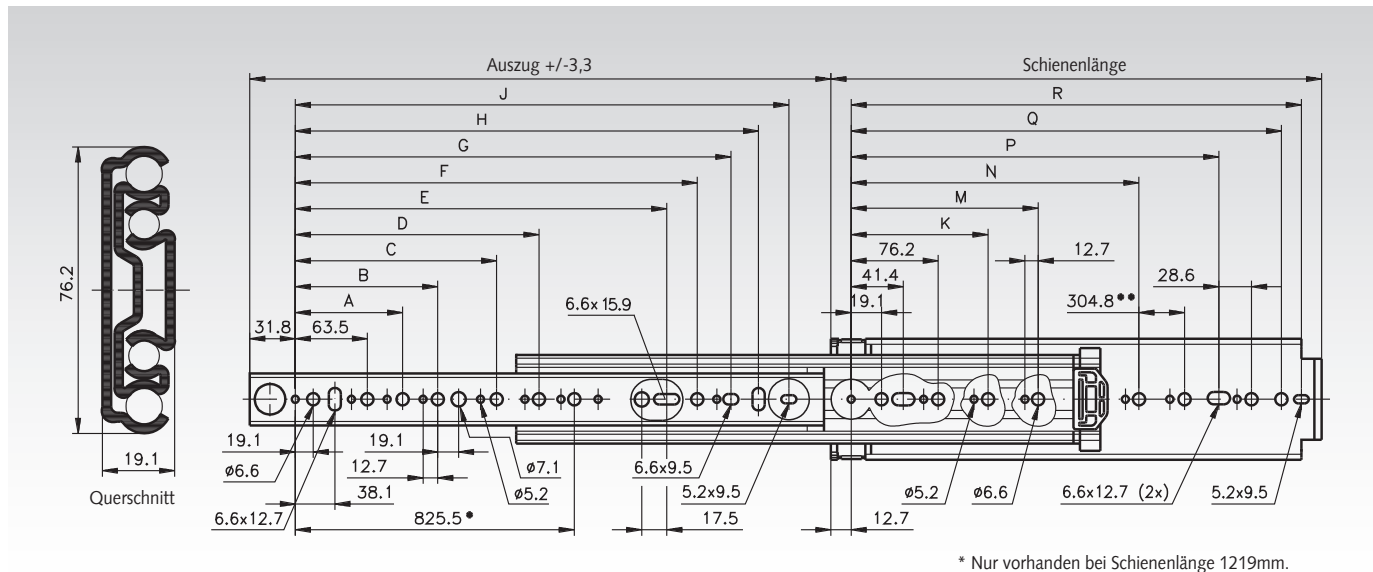 Auszug +/-3,3
Schienenlänge
J
R
H
Q
G
P
F
N
E
M
D
K
C
76.2
12.7
B
41.4
28.6
A
6.6x15.9
19.1
304.8**
31.8
63.5
76.2
19.1
Querschnitt
19.1
19.1
ø7.1
6.6x9.5
ø6.6
12.7
ø5.2
5.2x9.5
ø5.2
ø6.6
6.6x12.7 (2x)
5.2x9.5
38.1
6.6x12.7
825.5*
17.5
12.7
* Nur vorhanden bei Schienenlänge 1219mm.